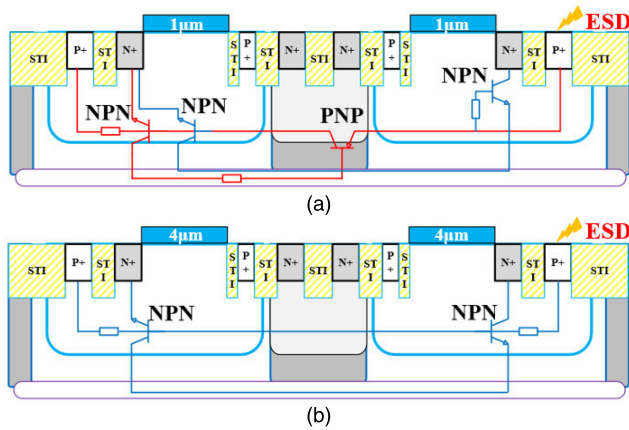 1μm 1μm ESD
STI P+ ST I N+ S T I P + ST I N+ STI N+ ST I P + S T I N+ ST I P+ STI
NPN NPN PNP NPN
(a)
4μm 4μm ESD
STI P+ ST I N+ S T I P + ST I N+ STI N+ ST I P + S T I N+ ST I P+ STI
NPN NPN
(b)